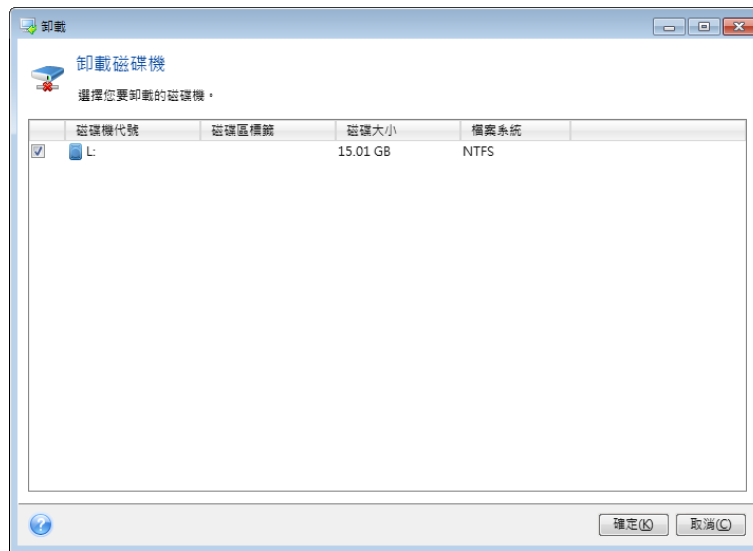 卸載
卸載磁碟機
選擇您要卸載的磁碟機。
磁碟機代號 磁碟區標籤 磁碟大小 檔案系統
L: 15.01 GB NTFS
確定(K) 取消(C)